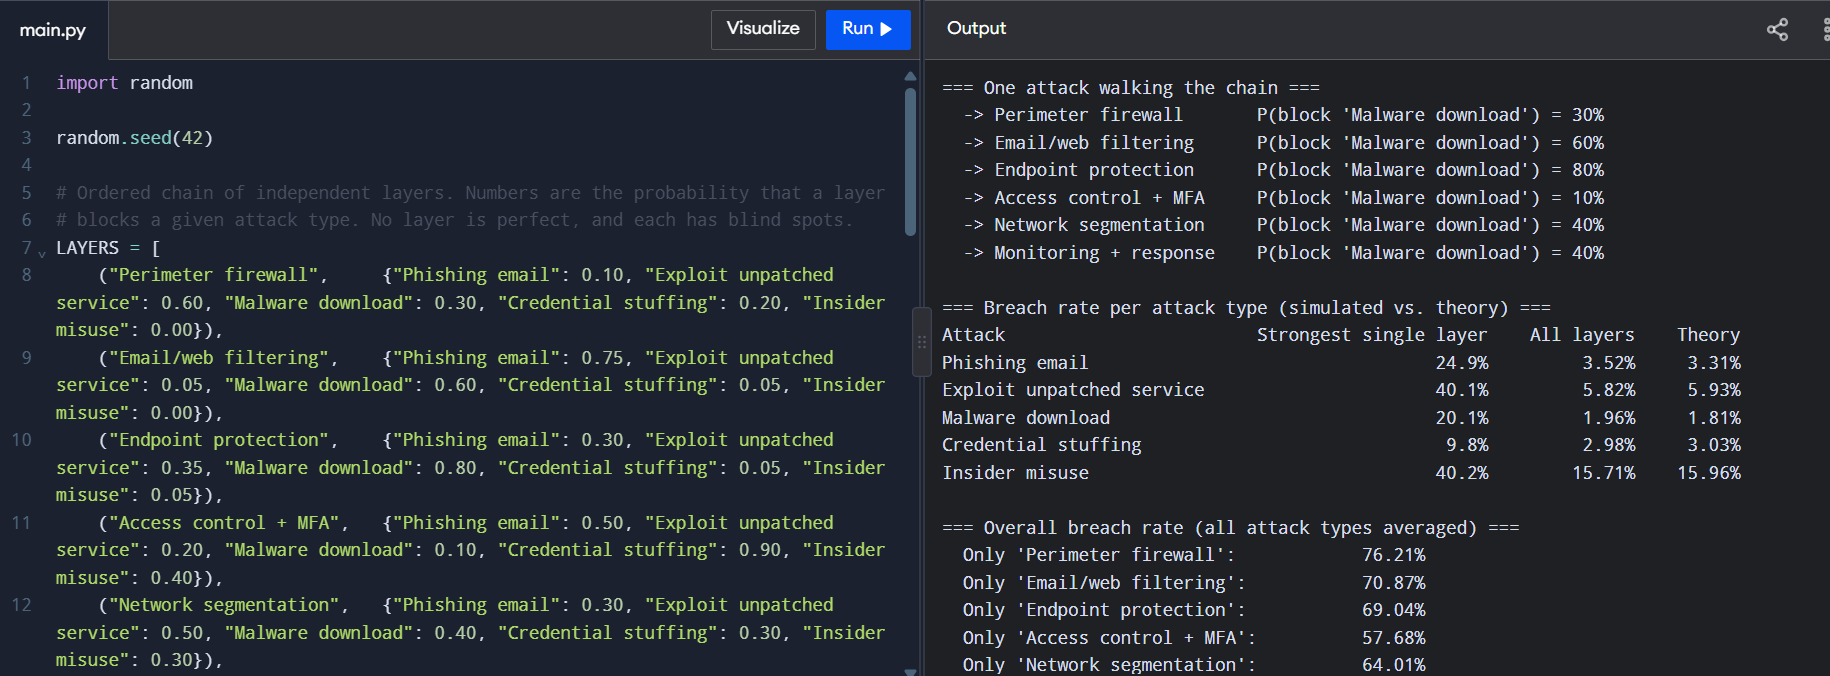 main.py
Visualize
Run
1 import random
2
3 random.seed(42)
4
5 # Ordered chain of independent layers. Numbers are the probability that a layer
6 # blocks a given attack type. No layer is perfect, and each has blind spots.
7 LAYERS = [
8 ("Perimeter firewall",    {"Phishing email": 0.10, "Exploit unpatched
service": 0.60, "Malware download": 0.30, "Credential stuffing": 0.20, "Insider
misuse": 0.00}),
9 ("Email/web filtering",    {"Phishing email": 0.75, "Exploit unpatched
service": 0.05, "Malware download": 0.60, "Credential stuffing": 0.05, "Insider
misuse": 0.00}),
10 ("Endpoint protection",    {"Phishing email": 0.30, "Exploit unpatched
service": 0.35, "Malware download": 0.80, "Credential stuffing": 0.05, "Insider
misuse": 0.05}),
11 ("Access control + MFA",   {"Phishing email": 0.50, "Exploit unpatched
service": 0.20, "Malware download": 0.10, "Credential stuffing": 0.90, "Insider
misuse": 0.40}),
12 ("Network segmentation",   {"Phishing email": 0.30, "Exploit unpatched
service": 0.50, "Malware download": 0.40, "Credential stuffing": 0.30, "Insider
misuse": 0.30}),
Output
=== One attack walking the chain ===
-> Perimeter firewall       P(block 'Malware download') = 30%
-> Email/web filtering      P(block 'Malware download') = 60%
-> Endpoint protection      P(block 'Malware download') = 80%
-> Access control + MFA     P(block 'Malware download') = 10%
-> Network segmentation     P(block 'Malware download') = 40%
-> Monitoring + response    P(block 'Malware download') = 40%
=== Breach rate per attack type (simulated vs. theory) ===
Attack                        Strongest single layer    All layers    Theory
Phishing email                                 24.9%         3.52%     3.31%
Exploit unpatched service                      40.1%         5.82%     5.93%
Malware download                               20.1%         1.96%     1.81%
Credential stuffing                             9.8%         2.98%     3.03%
Insider misuse                                 40.2%        15.71%    15.96%
=== Overall breach rate (all attack types averaged) ===
Only 'Perimeter firewall':            76.21%
Only 'Email/web filtering':           70.87%
Only 'Endpoint protection':           69.04%
Only 'Access control + MFA':          57.68%
Only 'Network segmentation':          64.01%